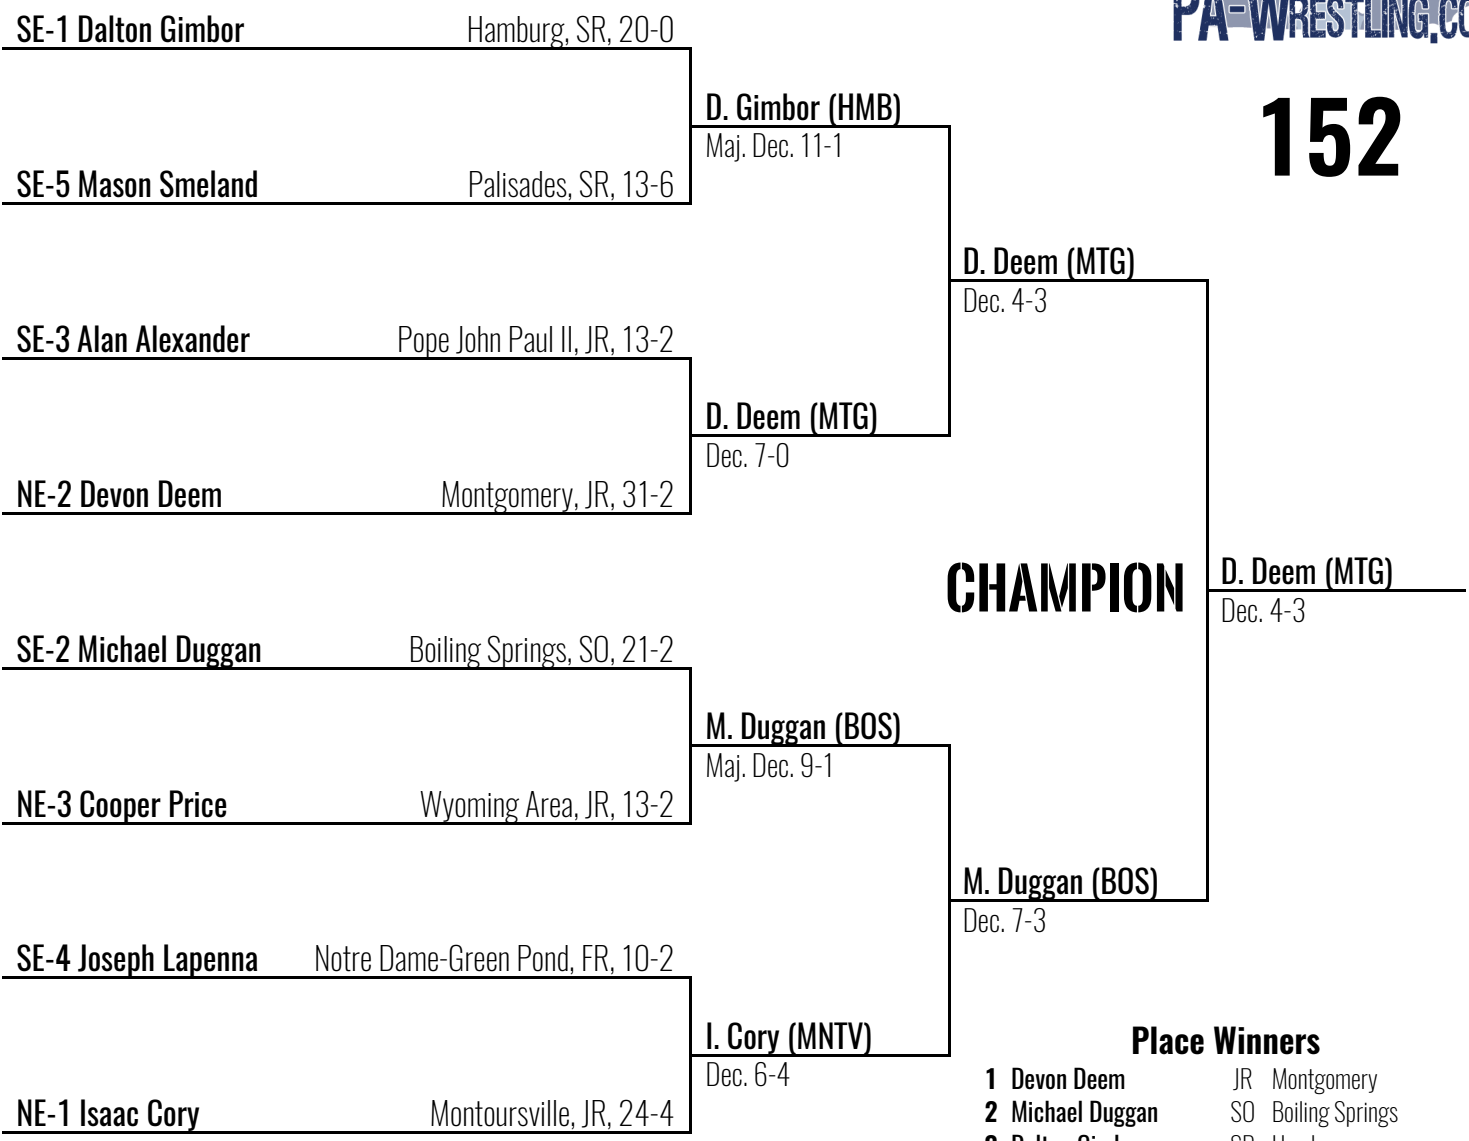 SE-1 Dalton Gimbor Hamburg, SR, 20-0
152
D. Gimbor (HMB)
Maj. Dec. 11-1
SE-5 Mason Smeland Palisades, SR, 13-6
D. Deem (MTG)
Dec. 4-3
SE-3 Alan Alexander Pope John Paul II, JR, 13-2
D. Deem (MTG)
Dec. 7-0
NE-2 Devon Deem Montgomery, JR, 31-2
CHAMPION
D. Deem (MTG)
Dec. 4-3
SE-2 Michael Duggan Boiling Springs, SO, 21-2
M. Duggan (BOS)
Maj. Dec. 9-1
NE-3 Cooper Price Wyoming Area, JR, 13-2
M. Duggan (BOS)
Dec. 7-3
SE-4 Joseph Lapenna Notre Dame-Green Pond, FR, 10-2
I. Cory (MNTV)
Dec. 6-4
NE-1 Isaac Cory Montoursville, JR, 24-4
Place Winners
1 Devon Deem JR Montgomery
2 Michael Duggan SO Boiling Springs